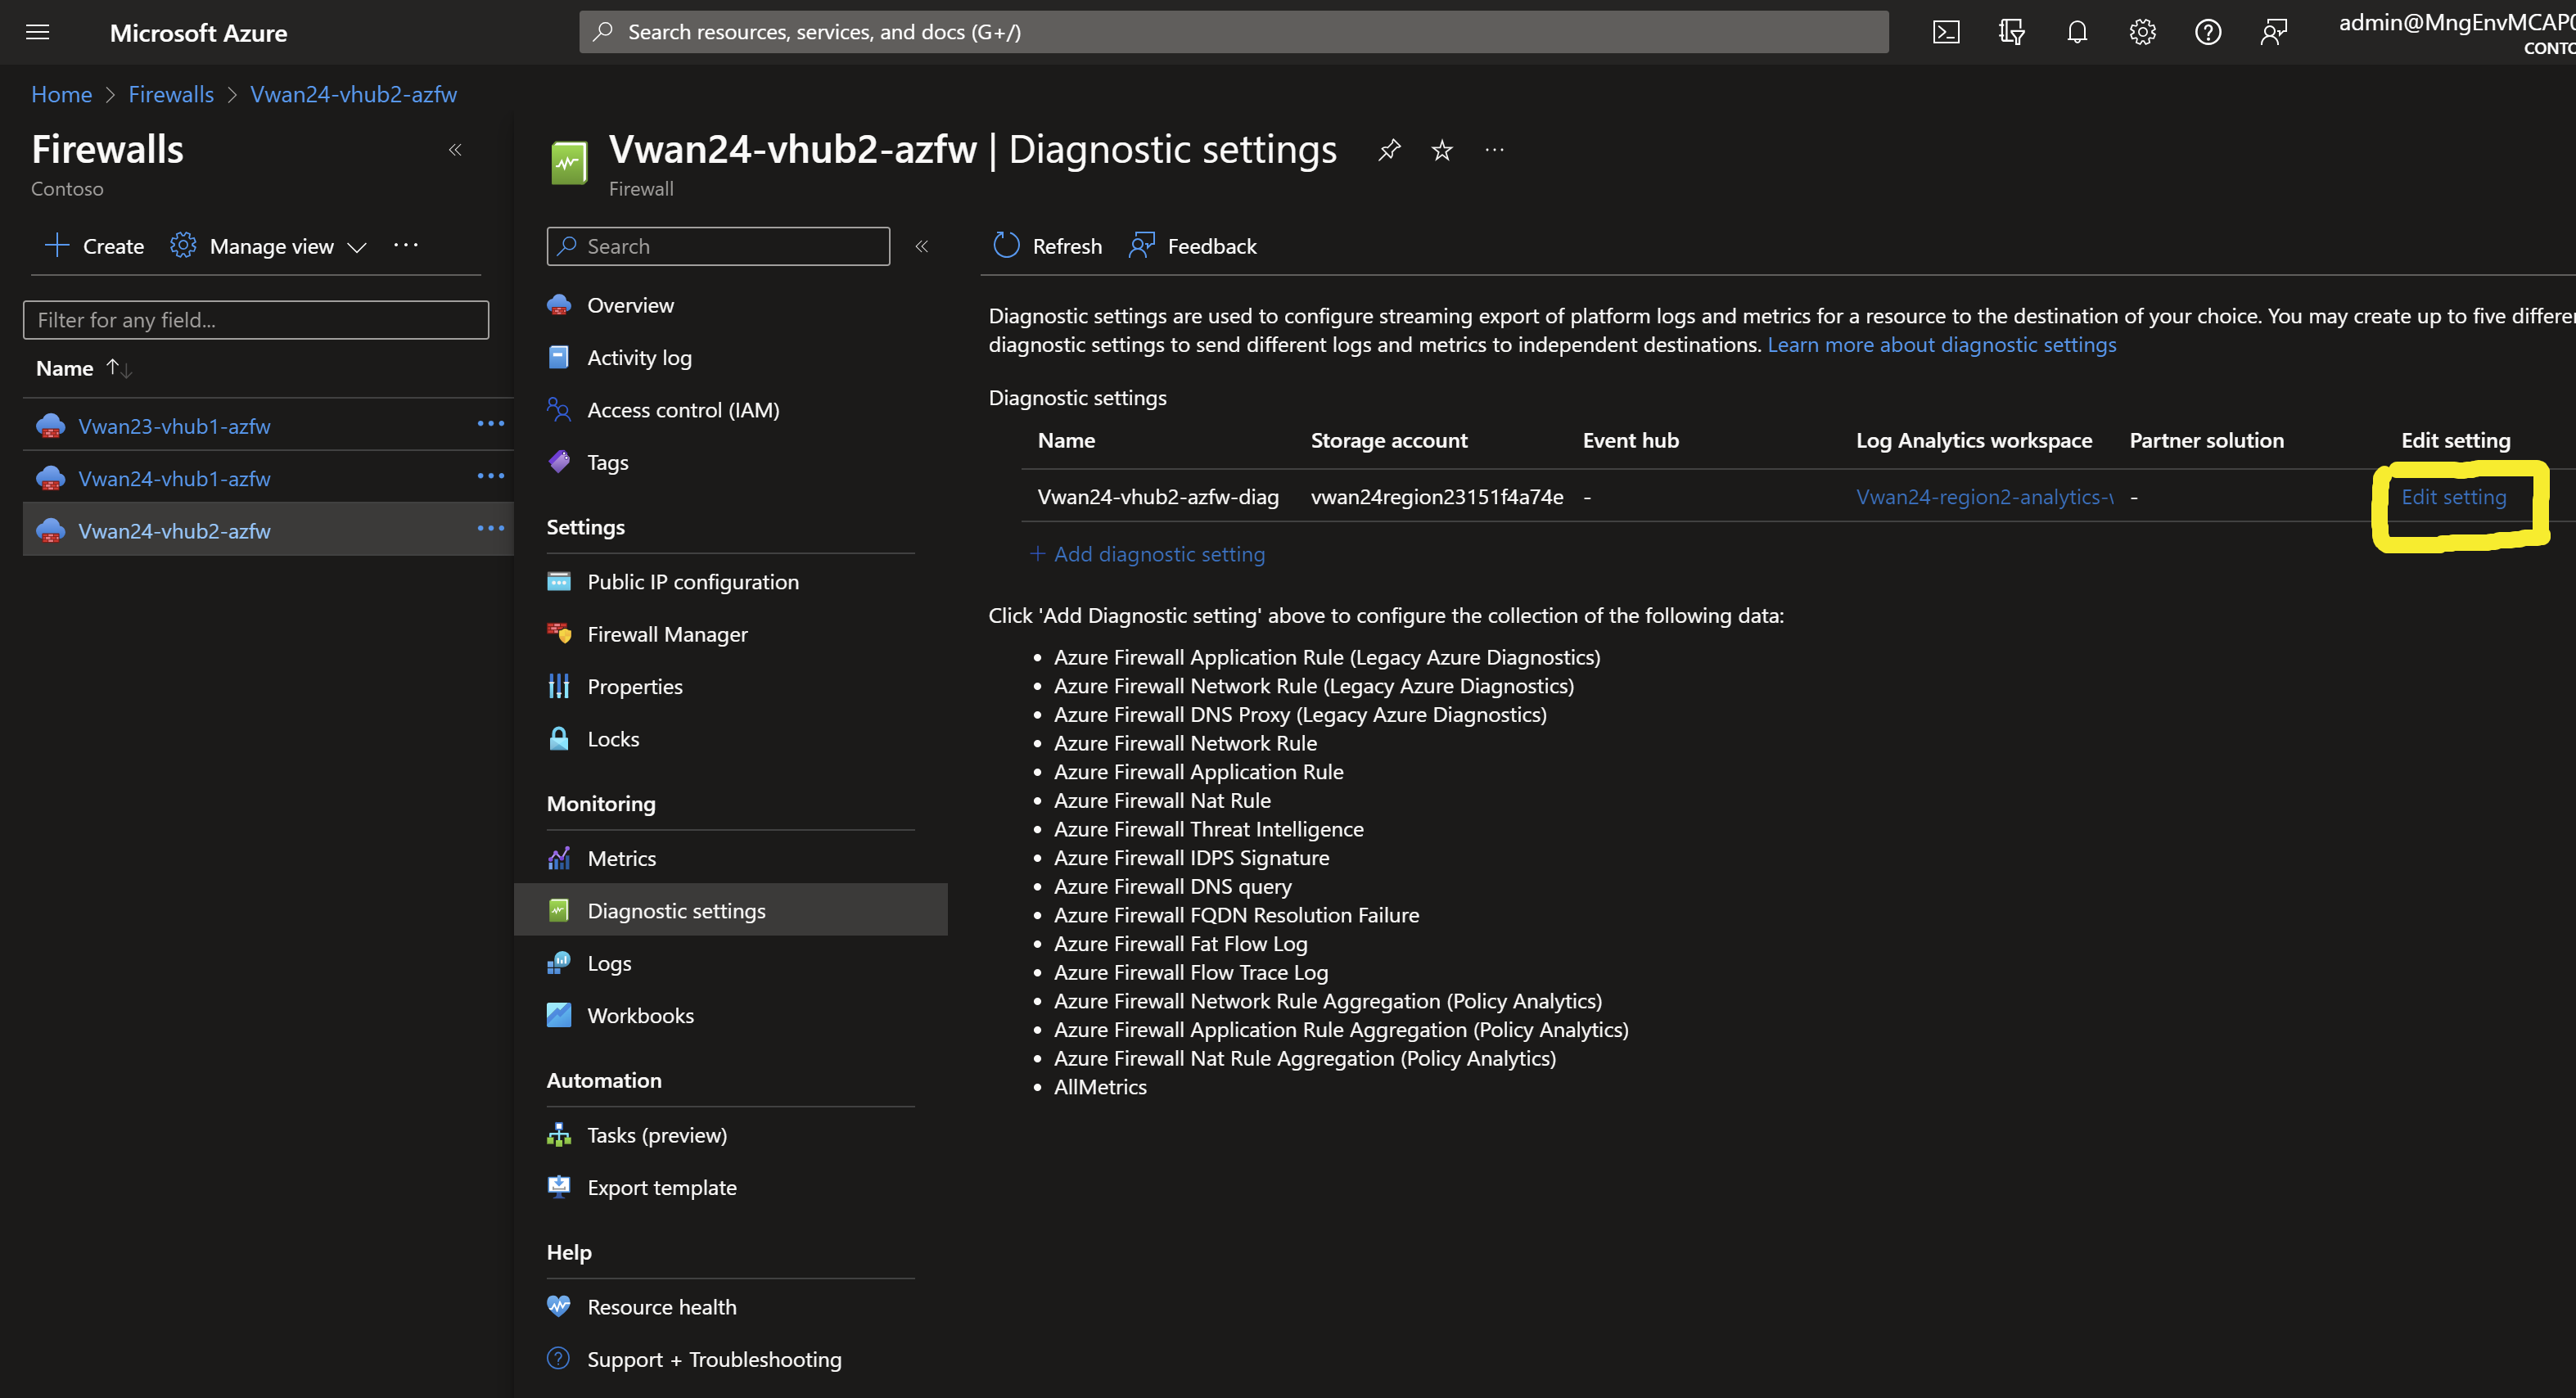 Microsoft Azure
Search resources, services, and docs (G+/)
admin@MngEnvMCAP
CONTO
Home > Firewalls > Vwan24-vhub2-azfw
Firewalls
Contoso
Create
Manage view
Filter for any field...
Name
Vwan23-vhub1-azfw
Vwan24-vhub1-azfw
Vwan24-vhub2-azfw
Vwan24-vhub2-azfw | Diagnostic settings
Firewall
Search
Overview
Activity log
Access control (IAM)
Tags
Settings
Public IP configuration
Firewall Manager
Properties
Locks
Monitoring
Metrics
Diagnostic settings
Logs
Workbooks
Automation
Tasks (preview)
Export template
Help
Resource health
Support + Troubleshooting
Refresh
Feedback
Diagnostic settings are used to configure streaming export of platform logs and metrics for a resource to the destination of your choice. You may create up to five differe
diagnostic settings to send different logs and metrics to independent destinations. Learn more about diagnostic settings
Diagnostic settings
Name Storage account Event hub Log Analytics workspace Partner solution Edit setting
Vwan24-vhub2-azfw-diag vwan24region23151f4a74e - Vwan24-region2-analytics- - Edit setting
+ Add diagnostic setting
Click 'Add Diagnostic setting' above to configure the collection of the following data:
• Azure Firewall Application Rule (Legacy Azure Diagnostics)
• Azure Firewall Network Rule (Legacy Azure Diagnostics)
• Azure Firewall DNS Proxy (Legacy Azure Diagnostics)
• Azure Firewall Network Rule
• Azure Firewall Application Rule
• Azure Firewall Nat Rule
• Azure Firewall Threat Intelligence
• Azure Firewall IDPS Signature
• Azure Firewall DNS query
• Azure Firewall FQDN Resolution Failure
• Azure Firewall Fat Flow Log
• Azure Firewall Flow Trace Log
• Azure Firewall Network Rule Aggregation (Policy Analytics)
• Azure Firewall Application Rule Aggregation (Policy Analytics)
• Azure Firewall Nat Rule Aggregation (Policy Analytics)
• AllMetrics